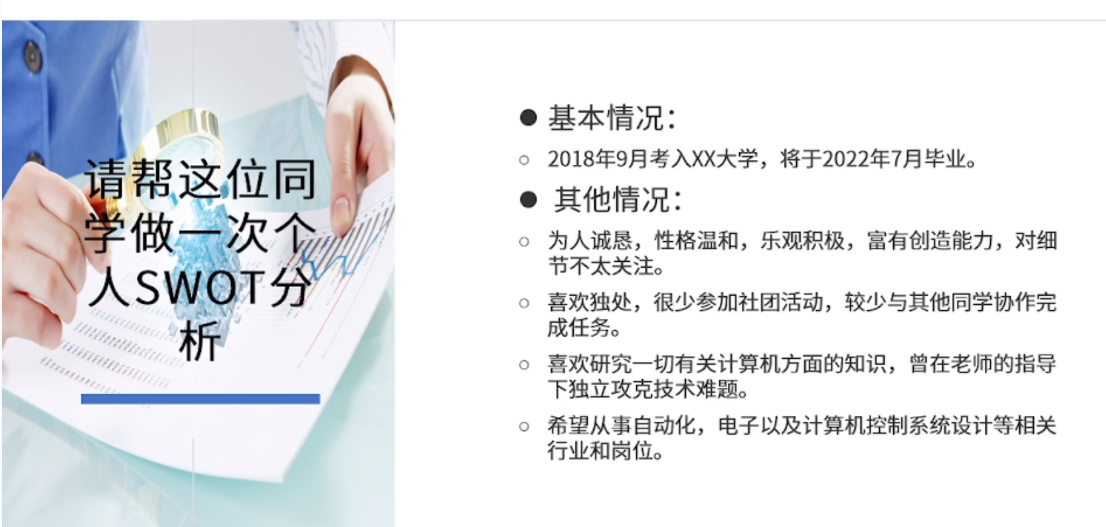 请帮这位同
学做一次个
人SWOT分
析
● 基本情况：
○ 2018年9月考入XX大学，将于2022年7月毕业。
● 其他情况：
○ 为人诚恳，性格温和，乐观积极，富有创造能力，对细
节不太关注。
○ 喜欢独处，很少参加社团活动，较少与其他同学协作完
成任务。
○ 喜欢研究一切有关计算机方面的知识，曾在老师的指导
下独立攻克技术难题。
○ 希望从事自动化，电子以及计算机控制系统设计等相关
行业和岗位。